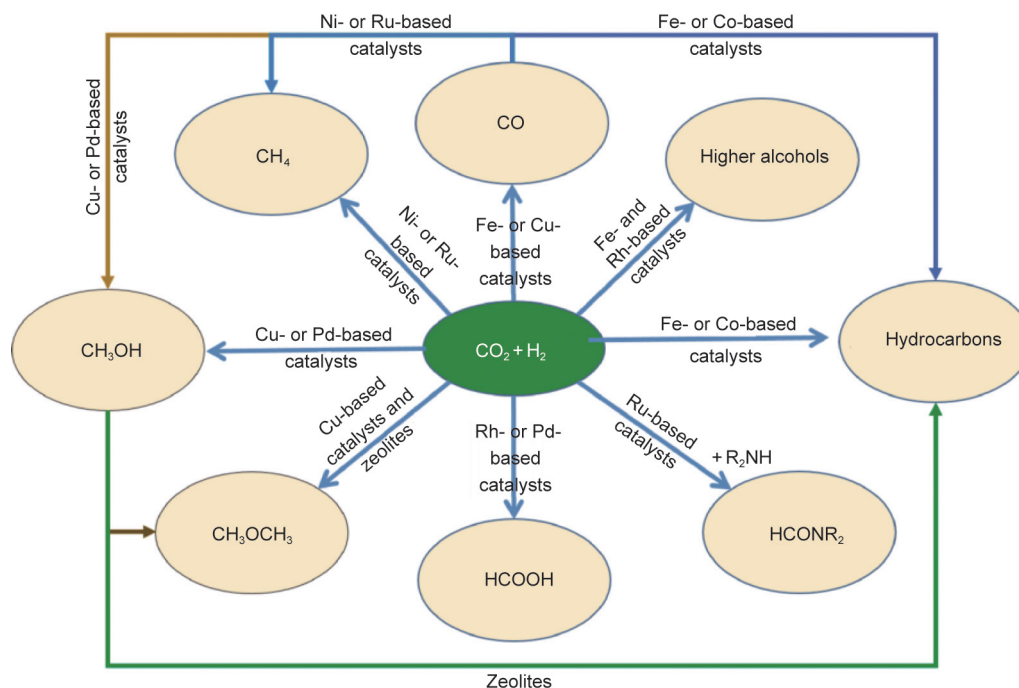 Ni- or Ru-based
catalysts
Fe- or Co-based
catalysts
Cu- or Pd-based
catalysts
CH₄
CO
Higher alcohols
Ni- or Ru-
based
catalysts
Fe- or Cu-
based
catalysts
Fe- and
Rh-based
catalysts
CH₃OH
Cu- or Pd-based
catalysts
CO₂ + H₂
Fe- or Co-based
catalysts
Hydrocarbons
Cu-based
catalysts and
zeolites
Rh- or Pd-
based
catalysts
Ru-based
catalysts
+ R₂NH
CH₃OCH₃
HCOOH
HCONR₂
Zeolites